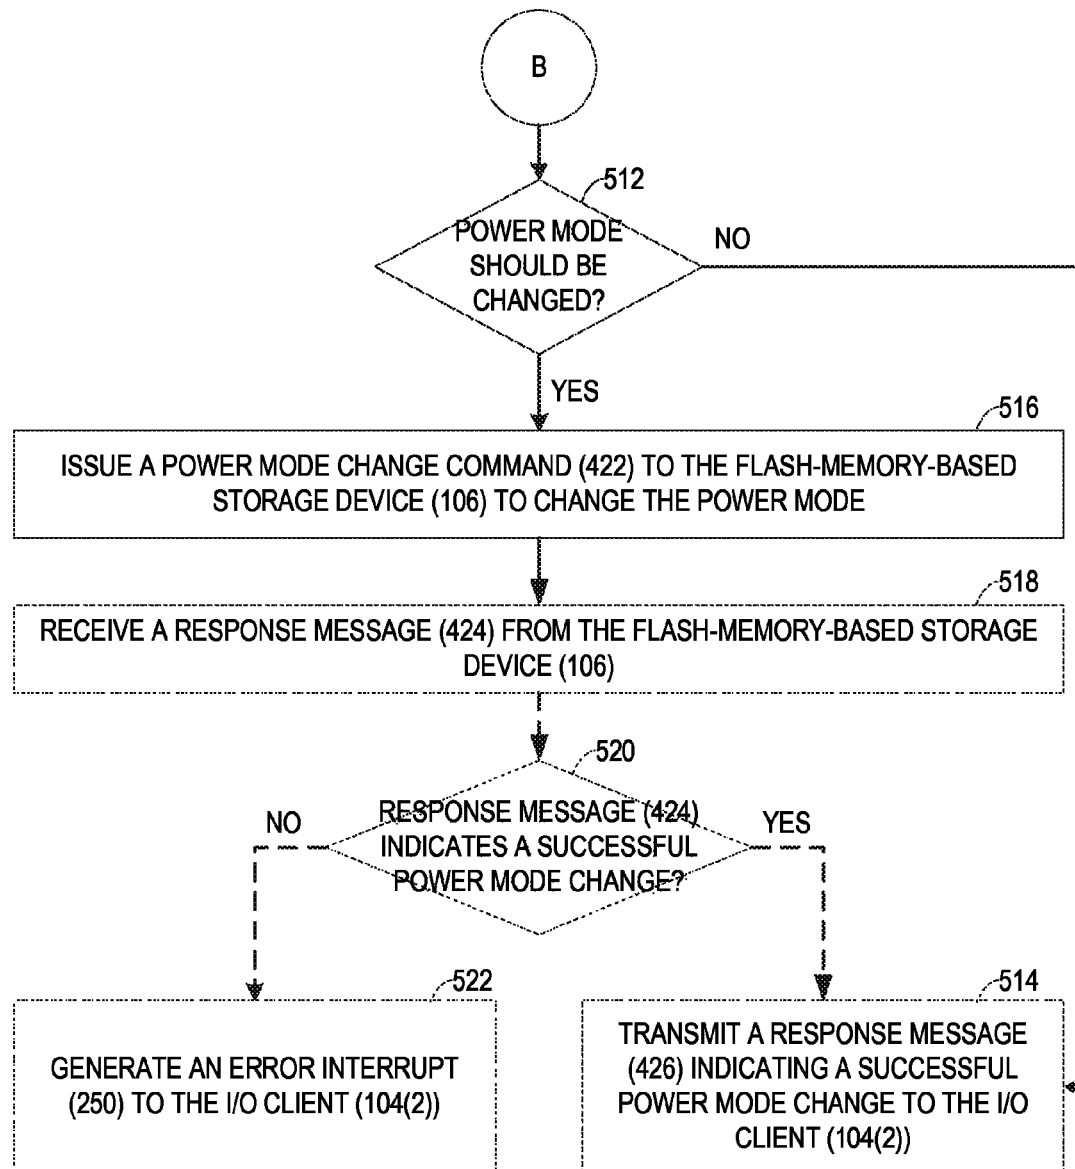 B
512
POWER MODE
SHOULD BE
CHANGED?
NO
YES
516
ISSUE A POWER MODE CHANGE COMMAND (422) TO THE FLASH-MEMORY-BASED
STORAGE DEVICE (106) TO CHANGE THE POWER MODE
518
RECEIVE A RESPONSE MESSAGE (424) FROM THE FLASH-MEMORY-BASED STORAGE
DEVICE (106)
520
RESPONSE MESSAGE (424)
INDICATES A SUCCESSFUL
POWER MODE CHANGE?
NO
YES
522
GENERATE AN ERROR INTERRUPT
(250) TO THE I/O CLIENT (104(2))
514
TRANSMIT A RESPONSE MESSAGE
(426) INDICATING A SUCCESSFUL
POWER MODE CHANGE TO THE I/O
CLIENT (104(2))